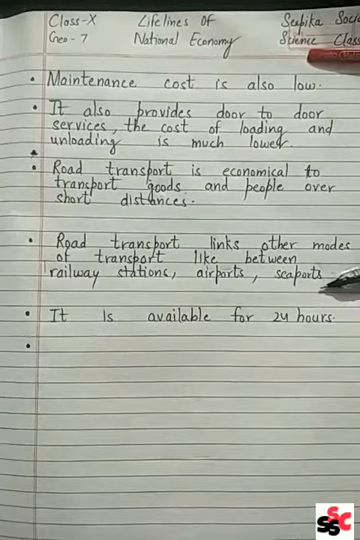 Class-X Lifelines Of Seepika Social
Geo-7 National Economy Science Class
• Maintenance cost is also low.
• It also provides door to door
services, the cost of loading and
unloading is much lower.
• Road transport is economical to
transport goods and people over
short distances.
• Road transport links other modes
of transport like between
railway stations, airports, seaports
• It is available for 24 hours.
•
SSC